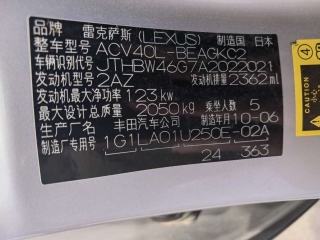 品牌 雷克萨斯(LEXUS) 制造国 日本
整车型号 ACV40L-BEAGKC
车辆识别代号 JTHBW46G7A2022021
发动机型号 2AZ 发动机排量 2362ml
发动机最大净功率 123kw
最大设计总质量 2050kg 乘坐人数 5
生产厂名 丰田汽车公司 制造年月 10-06
制造厂专用号 1G1LA01U250E-02A
24 363
④
CAUTION